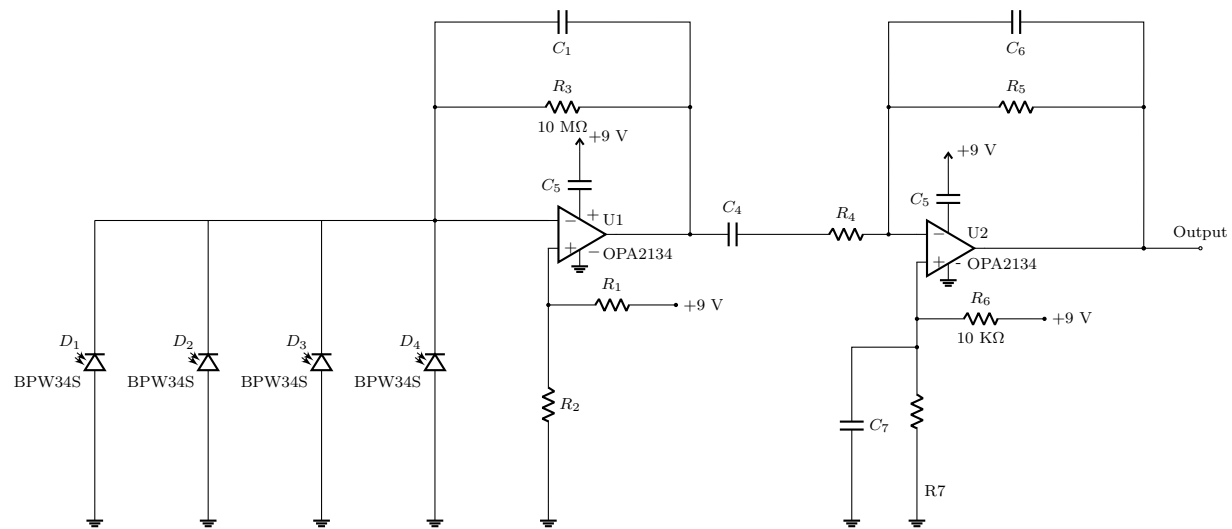 C1
C6
R3
10 MΩ
R5
+9 V
+9 V
C5
+
U1
−
+
−
OPA2134
C4
R4
C5
U2
−
+
-
OPA2134
Output
R1
+9 V
R6
10 KΩ
+9 V
D1
BPW34S
D2
BPW34S
D3
BPW34S
D4
BPW34S
R2
C7
R7